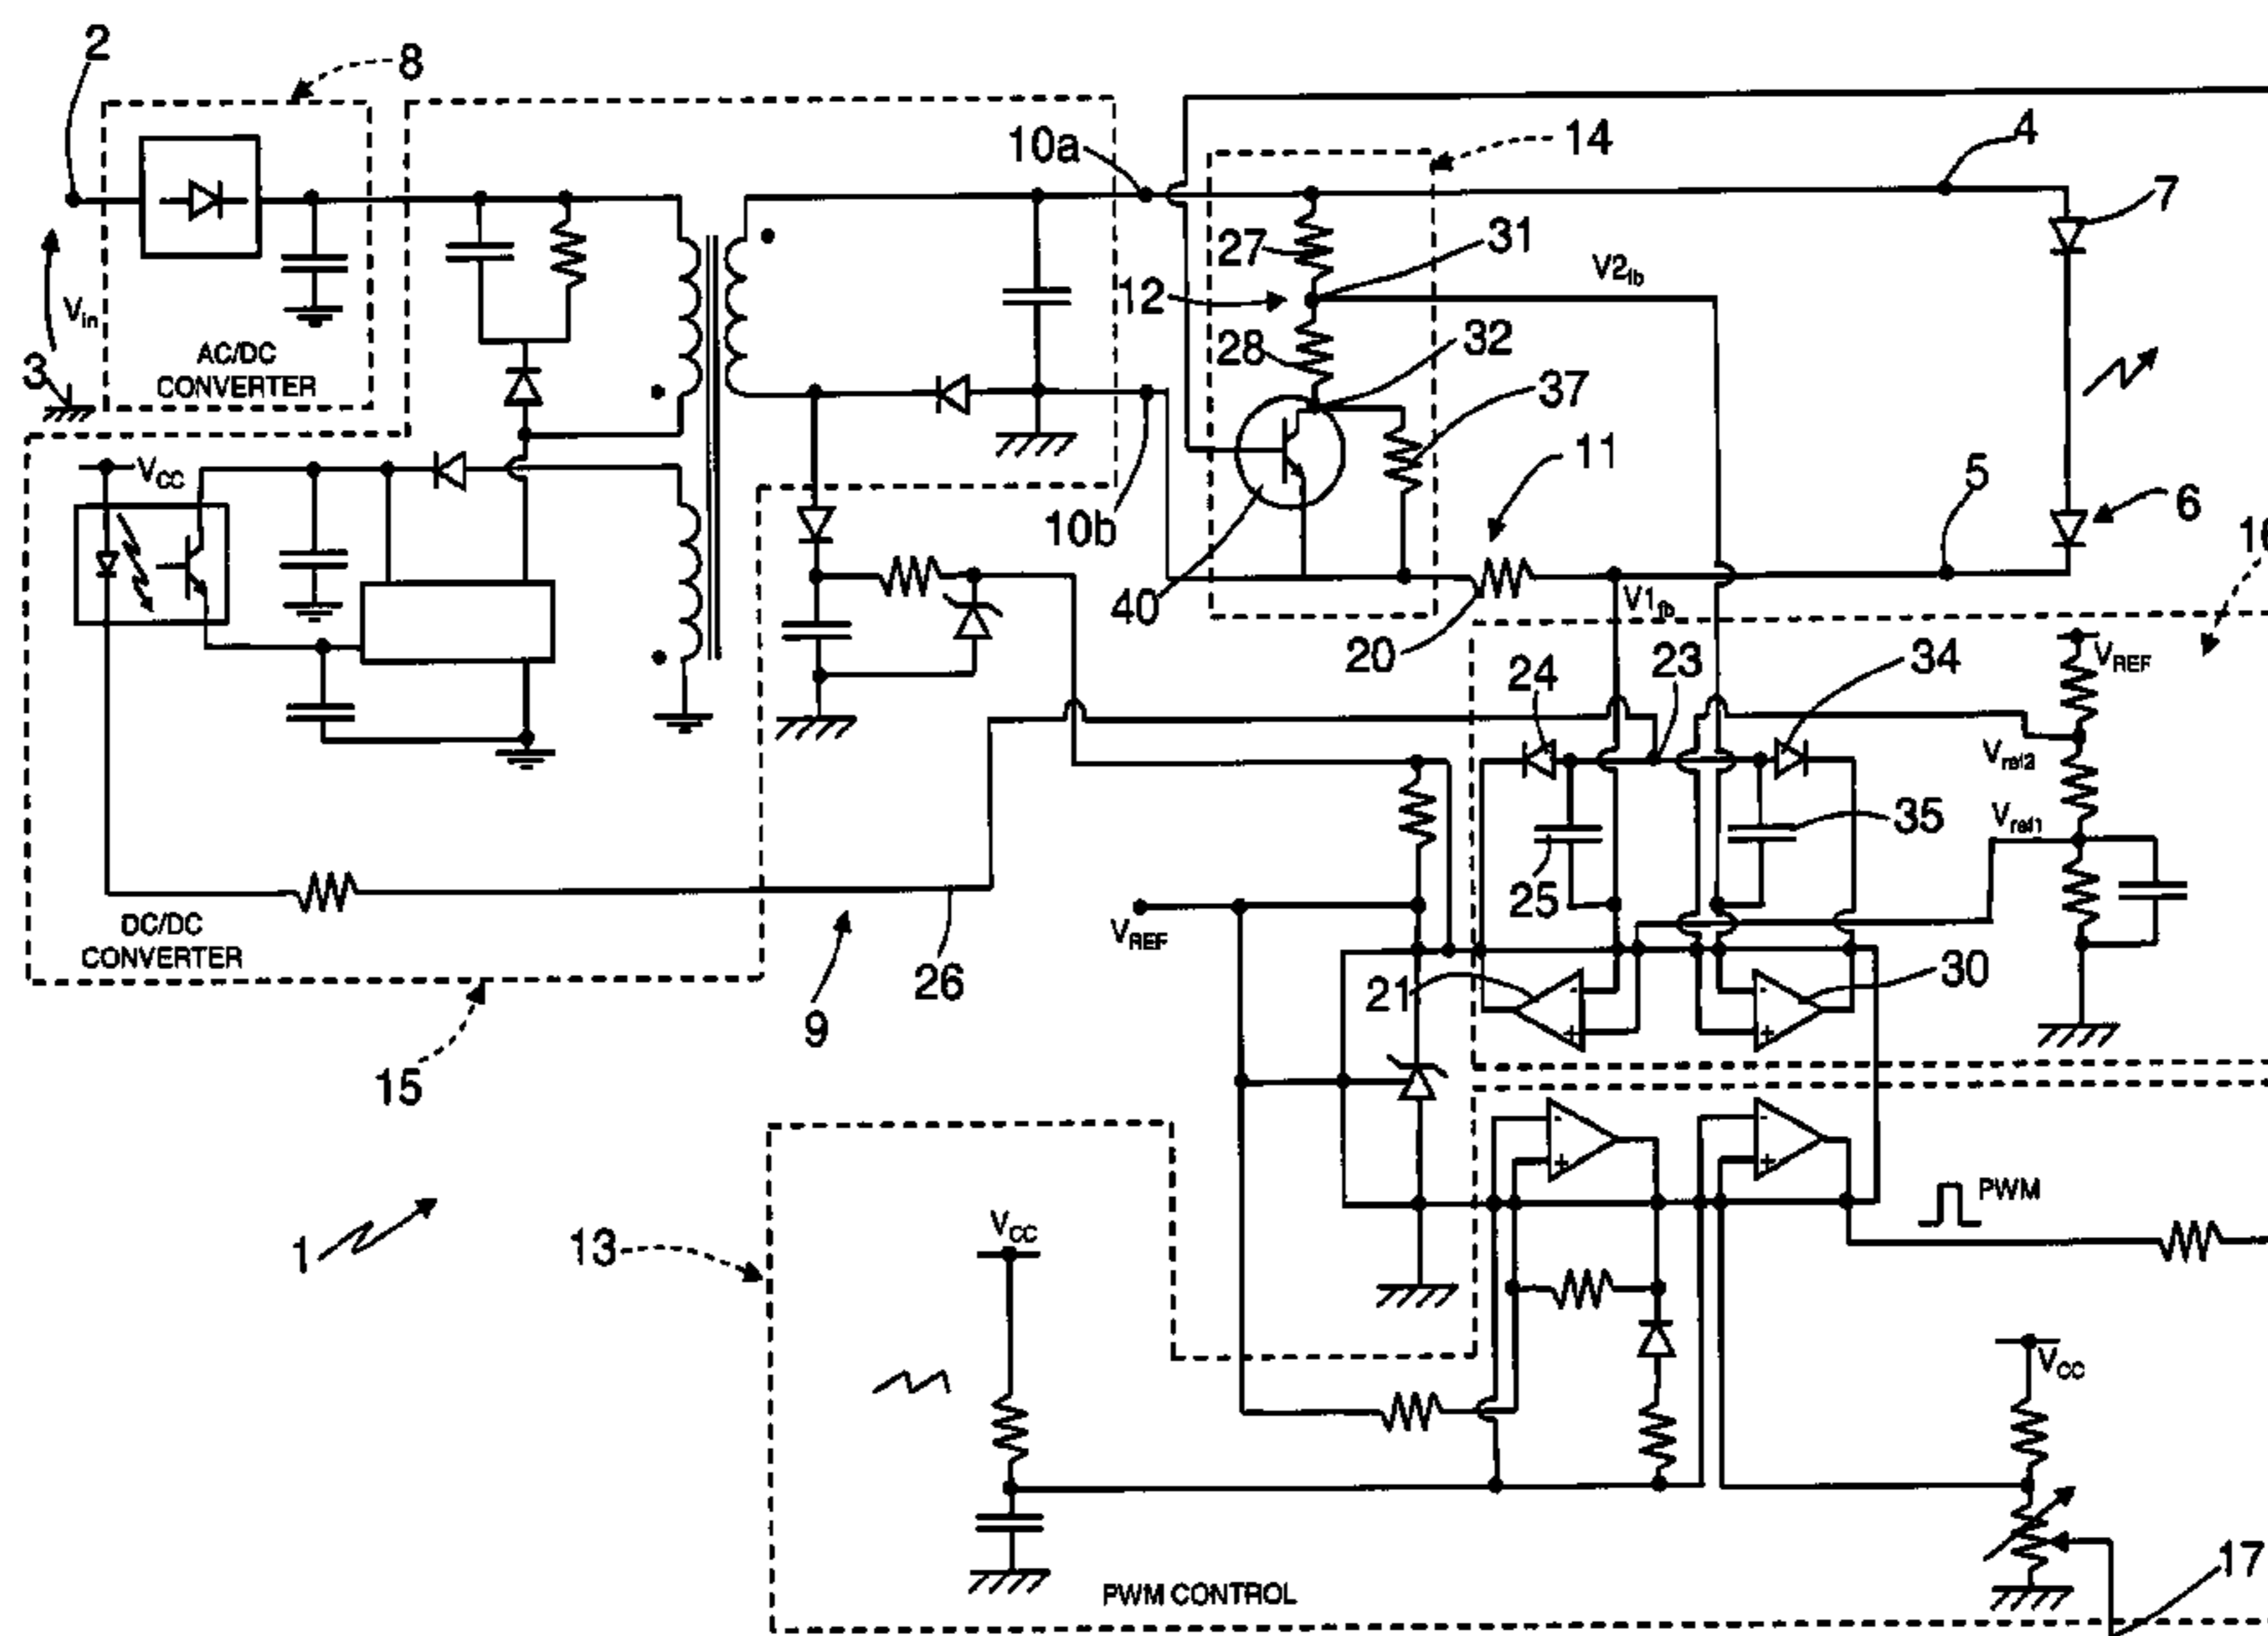 2
8
10a
14
4
7
27
31
V2fb
12
Vin
AC/DC
CONVERTER
3
28
32
37
11
5
6
VCC
10b
40
V1fb
20
24
23
34
VREF
Vref2
Vref1
35
25
DC/DC
CONVERTER
VREF
26
9
21
30
15
PWM
1
13
VCC
VCC
17
PWM CONTROL